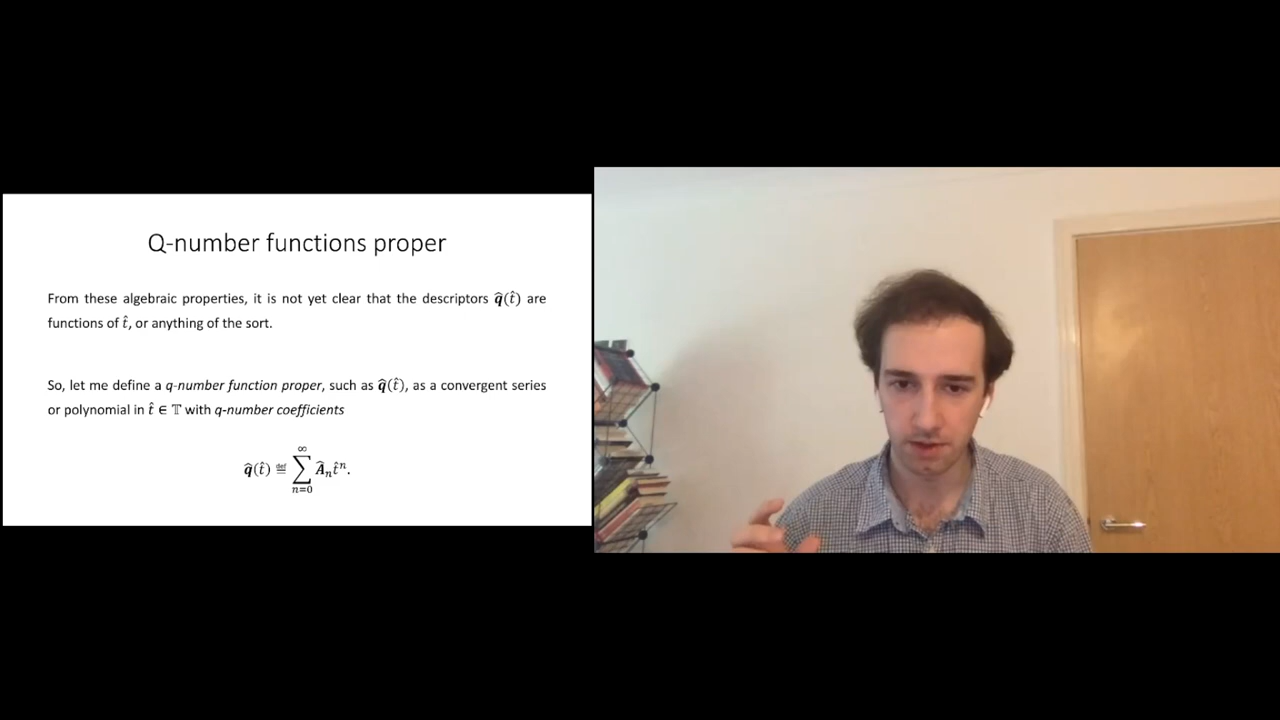 Q-number functions proper
From these algebraic properties, it is not yet clear that the descriptors q̂(t̂) are
functions of t̂, or anything of the sort.
So, let me define a q-number function proper, such as q̂(t̂), as a convergent series
or polynomial in t̂ ∈ 𝕋 with q-number coefficients
q̂(t̂) ≝ ∑_{n=0}^{∞} Â_n t̂^n.